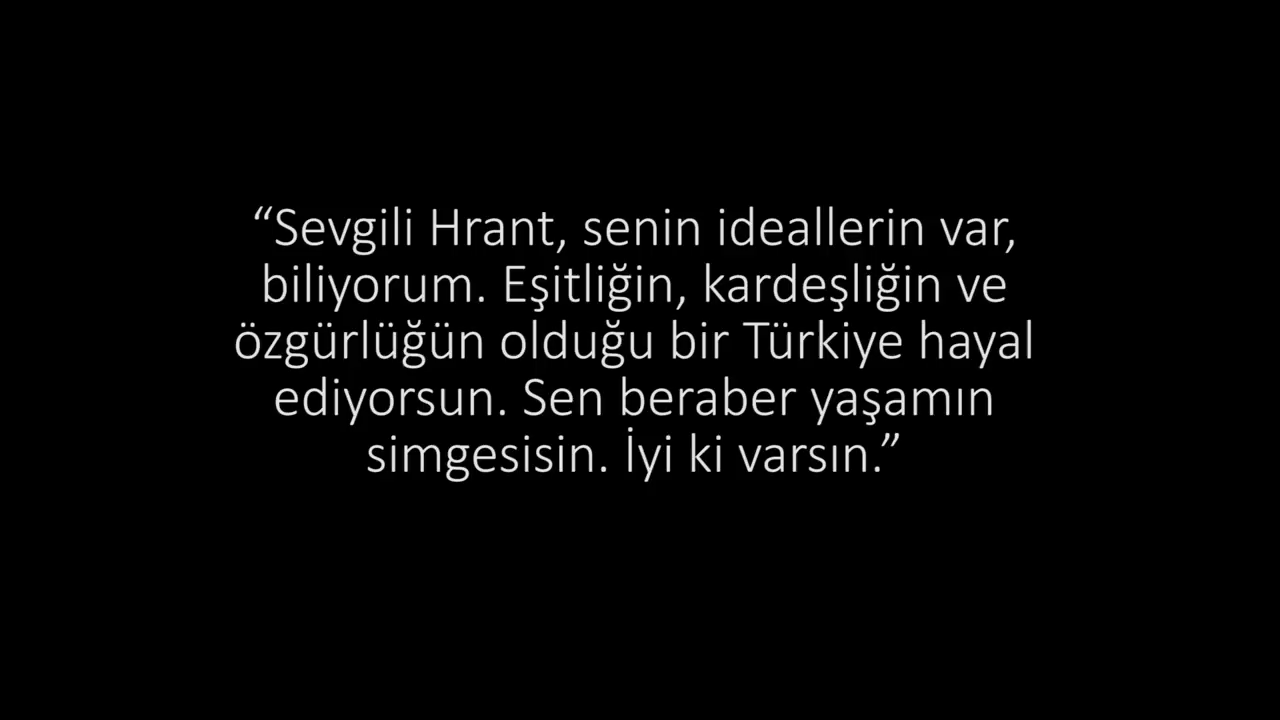 “Sevgili Hrant, senin ideallerin var,
biliyorum. Eşitliğin, kardeşliğin ve
özgürlüğün olduğu bir Türkiye hayal
ediyorsun. Sen beraber yaşamın
simgesisin. İyi ki varsın.”